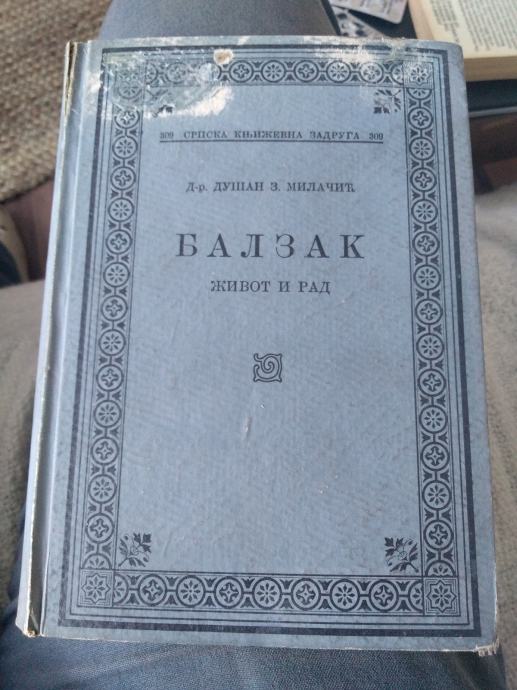 309 СРПСКА КЊИЖЕВНА ЗАДРУГА 309
Д-р. ДУШАН З. МИЛАЧИЋ
БАЛЗАК
ЖИВОТ И РАД